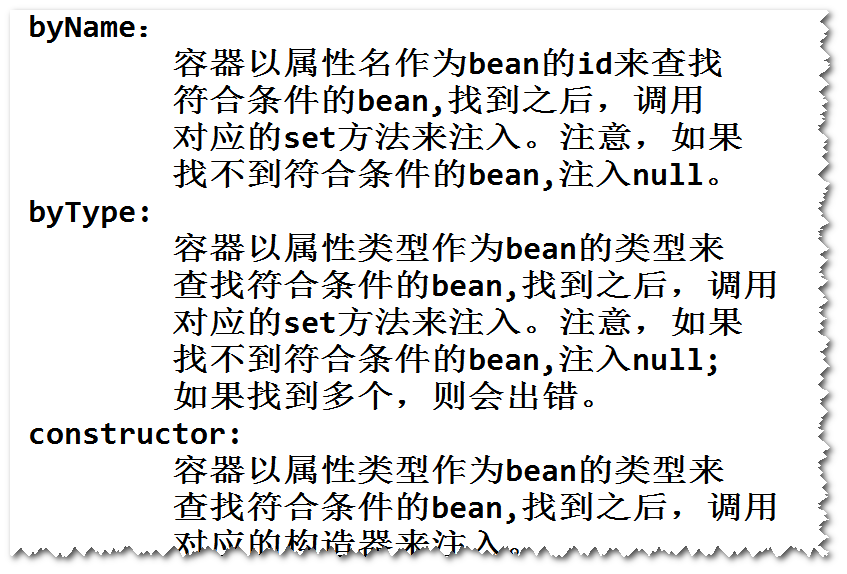 byName:
容器以属性名作为bean的id来查找
符合条件的bean,找到之后，调用
对应的set方法来注入。注意，如果
找不到符合条件的bean,注入null。
byType:
容器以属性类型作为bean的类型来
查找符合条件的bean,找到之后，调用
对应的set方法来注入。注意，如果
找不到符合条件的bean,注入null;
如果找到多个，则会出错。
constructor:
容器以属性类型作为bean的类型来
查找符合条件的bean,找到之后，调用
对应的构造器来注入。